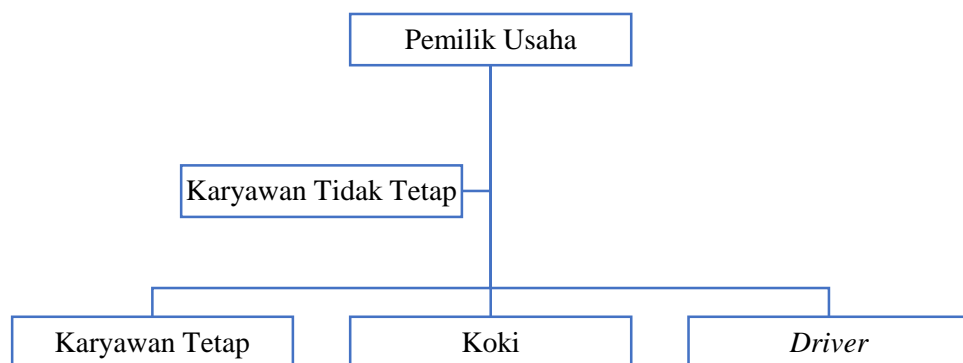 Pemilik Usaha
Karyawan Tidak Tetap
Karyawan Tetap
Koki
Driver